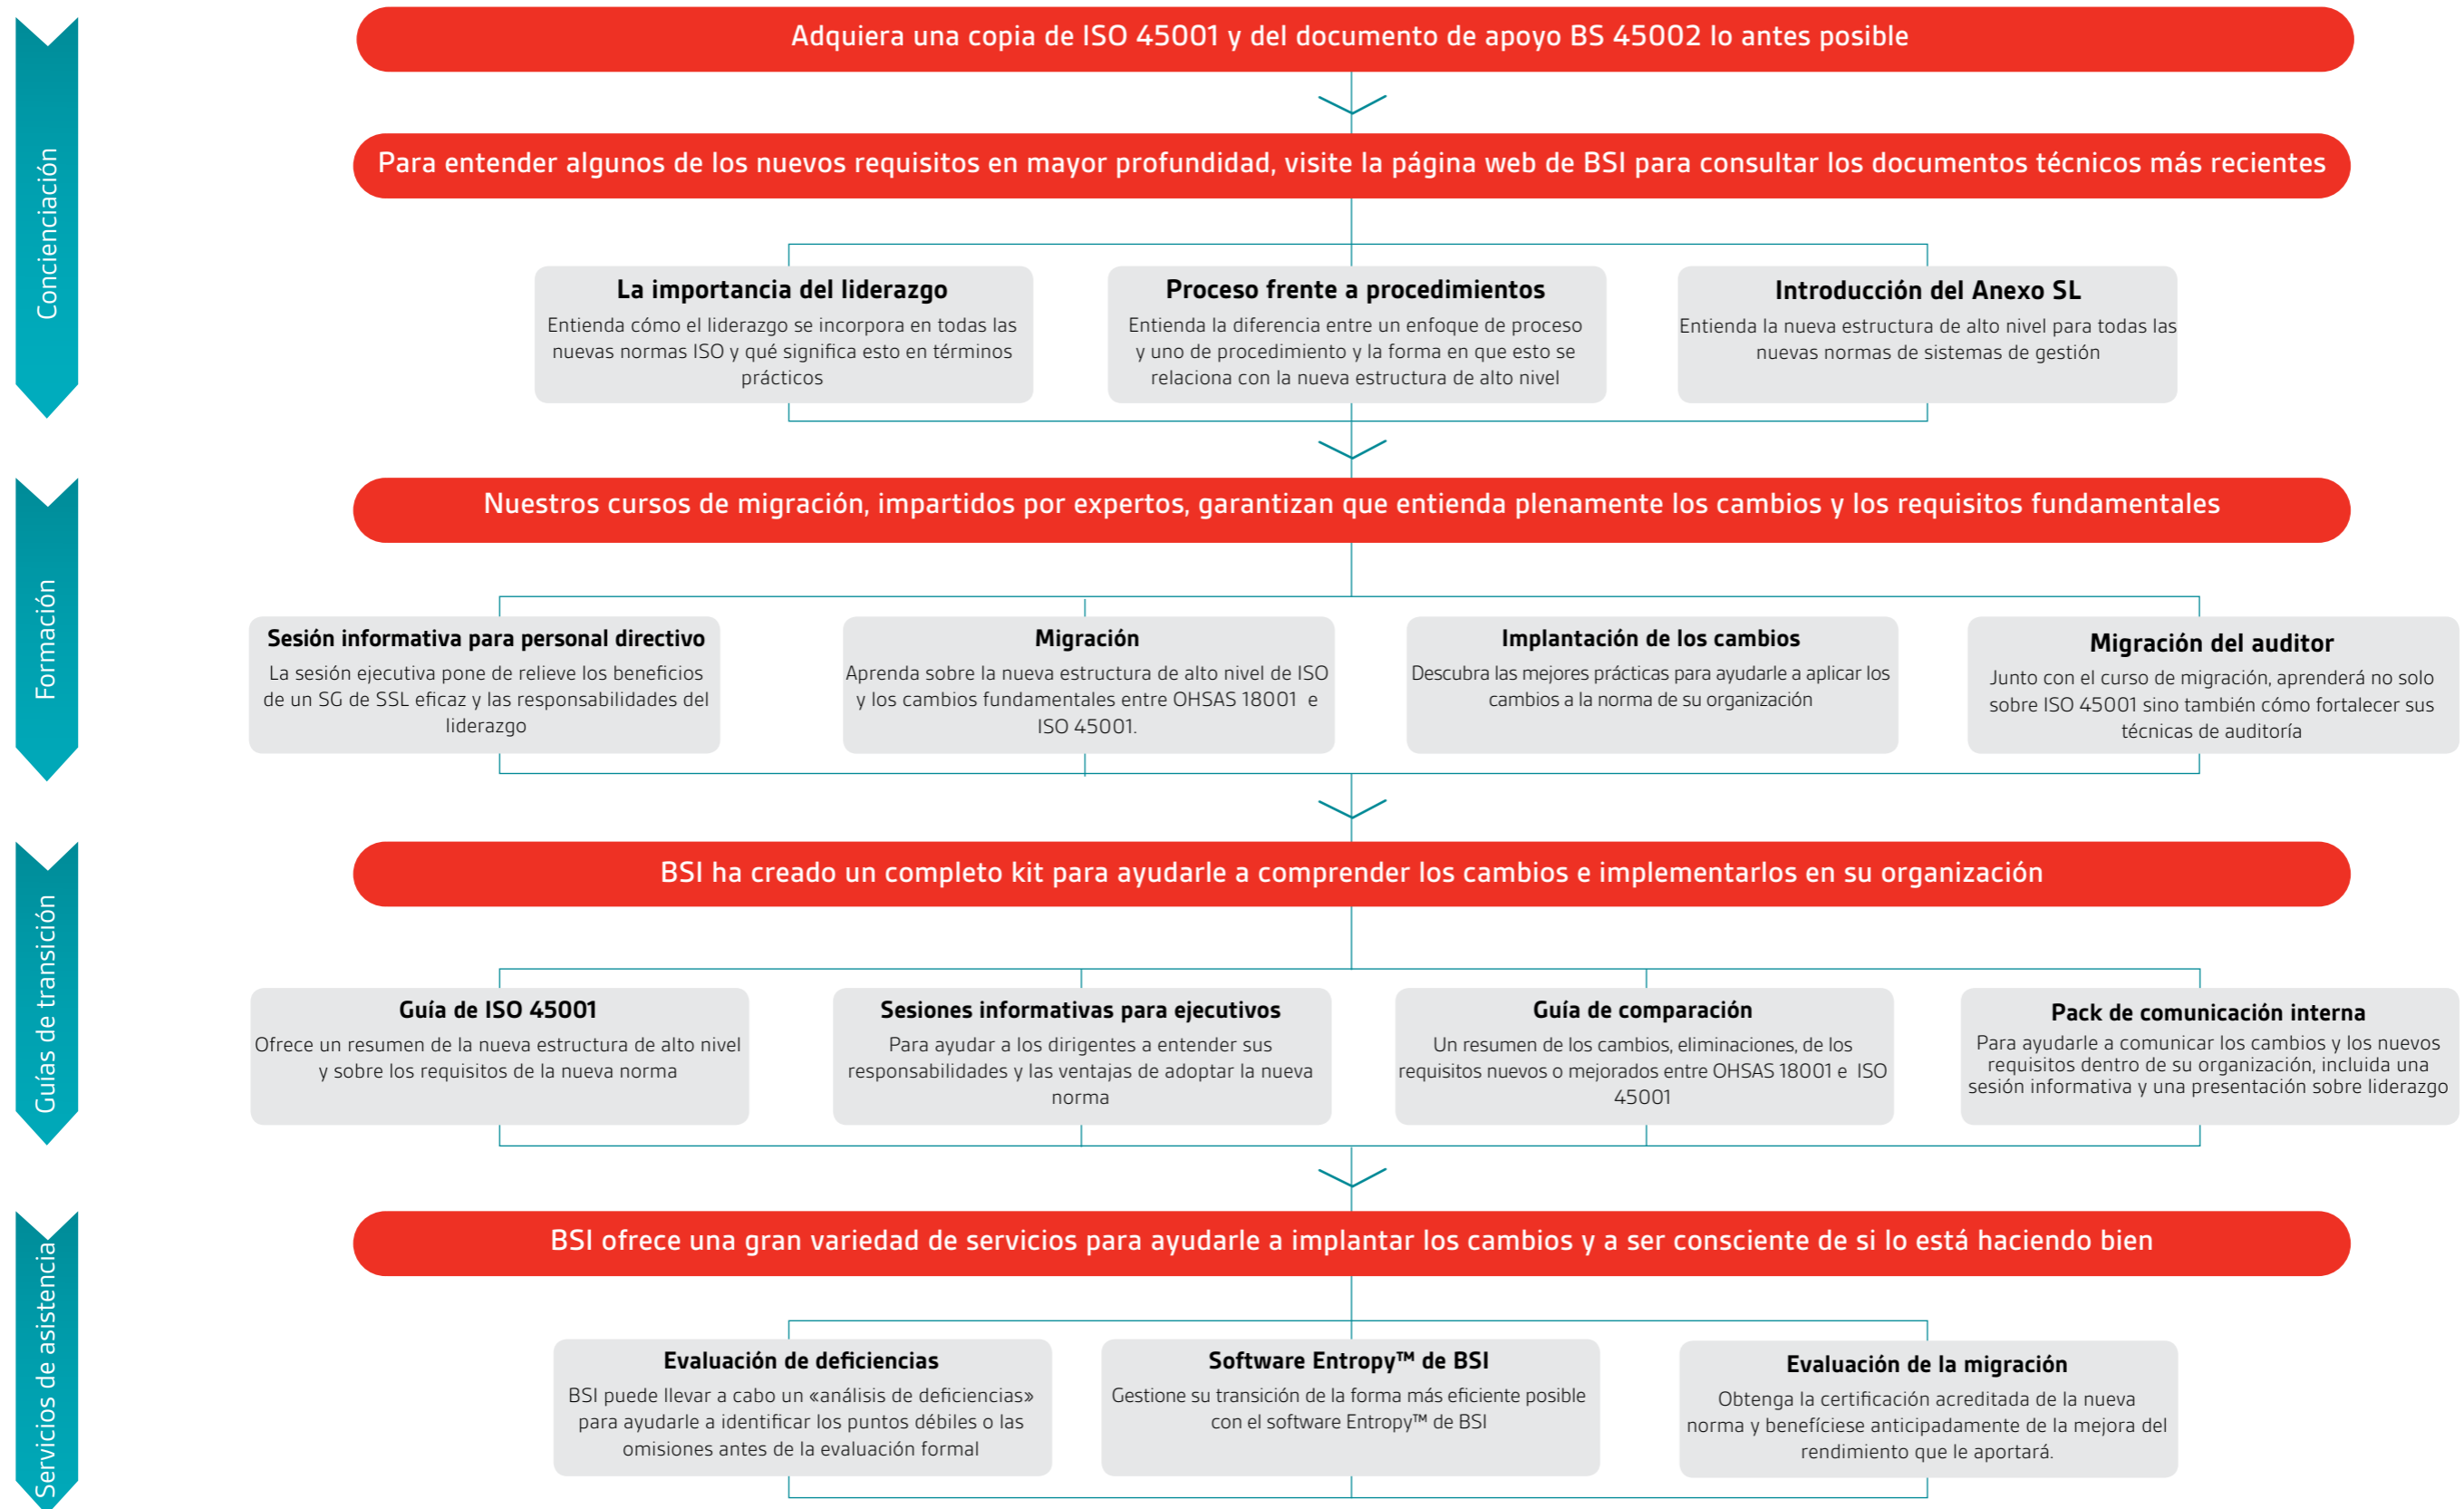 Concienciación
Adquiera una copia de ISO 45001 y del documento de apoyo BS 45002 lo antes posible
Para entender algunos de los nuevos requisitos en mayor profundidad, visite la página web de BSI para consultar los documentos técnicos más recientes
La importancia del liderazgo
Entienda cómo el liderazgo se incorpora en todas las
nuevas normas ISO y qué significa esto en términos
prácticos
Proceso frente a procedimientos
Entienda la diferencia entre un enfoque de proceso
y uno de procedimiento y la forma en que esto se
relaciona con la nueva estructura de alto nivel
Introducción del Anexo SL
Entienda la nueva estructura de alto nivel para todas las
nuevas normas de sistemas de gestión
Formación
Nuestros cursos de migración, impartidos por expertos, garantizan que entienda plenamente los cambios y los requisitos fundamentales
Sesión informativa para personal directivo
La sesión ejecutiva pone de relieve los beneficios
de un SG de SSL eficaz y las responsabilidades del
liderazgo
Migración
Aprenda sobre la nueva estructura de alto nivel de ISO
y los cambios fundamentales entre OHSAS 18001 e
ISO 45001.
Implantación de los cambios
Descubra las mejores prácticas para ayudarle a aplicar los
cambios a la norma de su organización
Migración del auditor
Junto con el curso de migración, aprenderá no solo
sobre ISO 45001 sino también cómo fortalecer sus
técnicas de auditoría
Guías de transición
BSI ha creado un completo kit para ayudarle a comprender los cambios e implementarlos en su organización
Guía de ISO 45001
Ofrece un resumen de la nueva estructura de alto nivel
y sobre los requisitos de la nueva norma
Sesiones informativas para ejecutivos
Para ayudar a los dirigentes a entender sus
responsabilidades y las ventajas de adoptar la nueva
norma
Guía de comparación
Un resumen de los cambios, eliminaciones, de los
requisitos nuevos o mejorados entre OHSAS 18001 e ISO
45001
Pack de comunicación interna
Para ayudarle a comunicar los cambios y los nuevos
requisitos dentro de su organización, incluida una
sesión informativa y una presentación sobre liderazgo
Servicios de asistencia
BSI ofrece una gran variedad de servicios para ayudarle a implantar los cambios y a ser consciente de si lo está haciendo bien
Evaluación de deficiencias
BSI puede llevar a cabo un «análisis de deficiencias»
para ayudarle a identificar los puntos débiles o las
omisiones antes de la evaluación formal
Software Entropy™ de BSI
Gestione su transición de la forma más eficiente posible
con el software Entropy™ de BSI
Evaluación de la migración
Obtenga la certificación acreditada de la nueva
norma y benefíciese anticipadamente de la mejora del
rendimiento que le aportará.